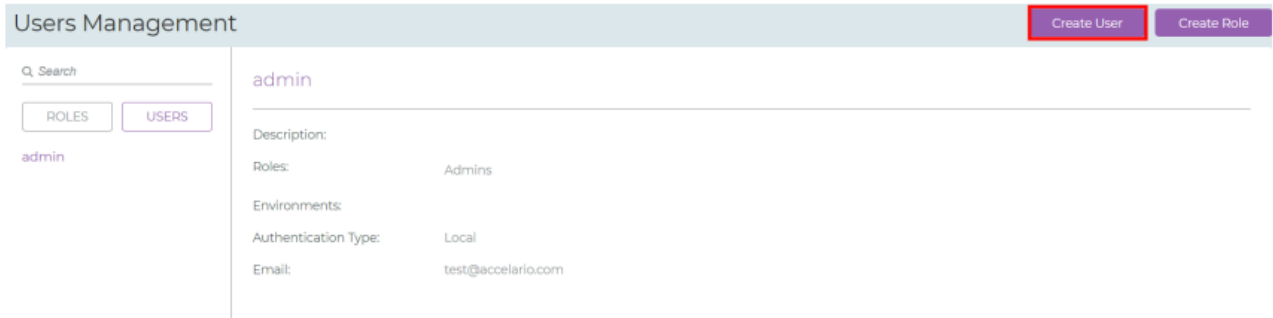 Users Management
Create User
Create Role
Search
ROLES
USERS
admin
admin
Description:
Roles: Admins
Environments:
Authentication Type: Local
Email: test@accelario.com